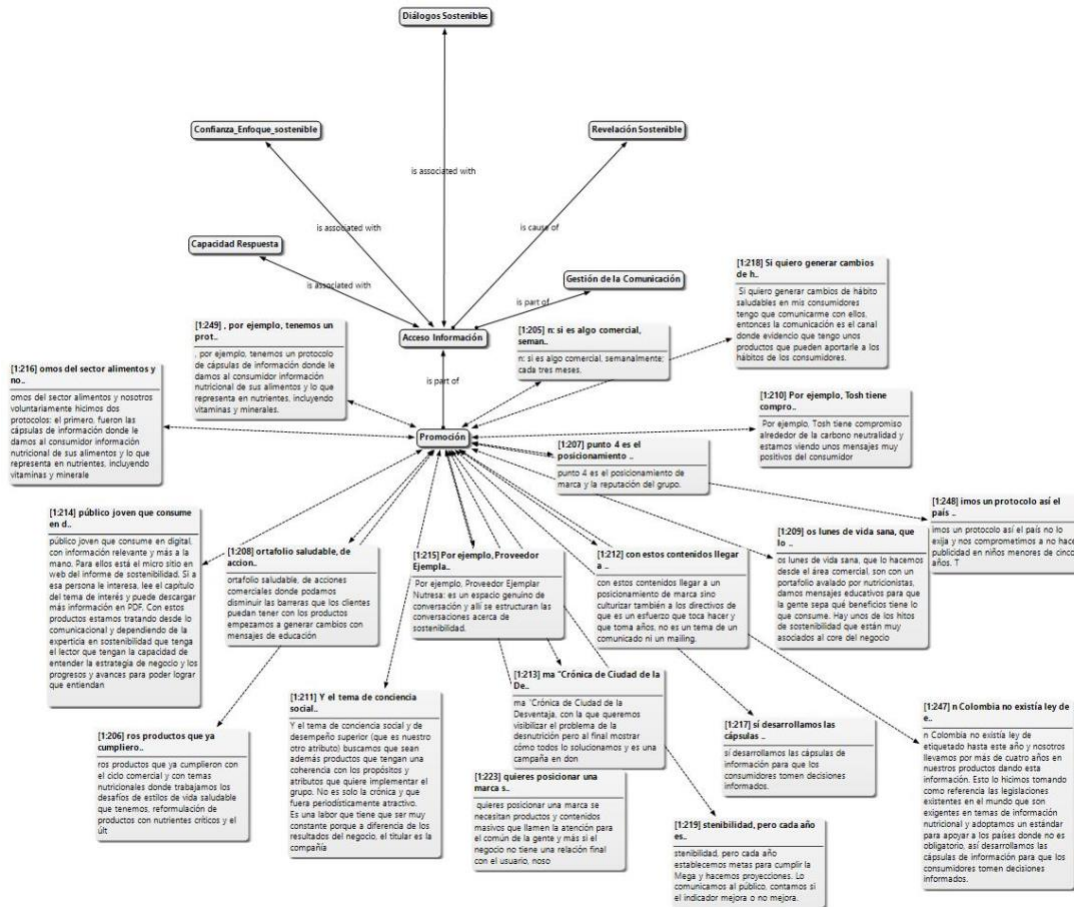 Diálogos Sostenibles
Confianza_Enfoque_sostenible
Revelación Sostenible
is associated with
is associated with
is cause of
Capacidad Respuesta
is associated with
Gestión de la Comunicación
is part of
Acceso Información
is part of
Promoción
[1:218] Si quiero generar cambios
de h..
Si quiero generar cambios de hábito
saludables en mis consumidores
tengo que comunicarme con ellos,
entonces la comunicación es el canal
donde evidencio que tengo unos
productos que pueden aportarle a los
hábitos de los consumidores.
[1:249] , por ejemplo, tenemos un
prot..
, por ejemplo, tenemos un protocolo
de cápsulas de información donde le
damos al consumidor información
nutricional de sus alimentos y lo que
representa en nutrientes, incluyendo
vitaminas y minerales.
[1:205] n: si es algo comercial,
seman..
n: si es algo comercial, semanalmente;
cada tres meses.
[1:216] omos del sector alimentos y
no..
omos del sector alimentos y nosotros
voluntariamente hicimos dos
protocolos: el primero, fueron las
cápsulas de información donde le
damos al consumidor información
nutricional de sus alimentos y lo que
representa en nutrientes, incluyendo
vitaminas y minerale
[1:210] Por ejemplo, Tosh tiene
compro..
Por ejemplo, Tosh tiene compromiso
alrededor de la carbono neutralidad y
estamos viendo unos mensajes muy
positivos del consumidor
[1:207] punto 4 es el
posicionamiento ..
punto 4 es el posicionamiento de
marca y la reputación del grupo.
[1:248] imos un protocolo así el
país ..
imos un protocolo así el país no lo
exija y nos comprometimos a no hace
publicidad en niños menores de cinco
años. T
[1:214] público joven que consume
en d..
público joven que consume en digital,
con información relevante y más a la
mano. Para ellos está el micro sitio en
web del informe de sostenibilidad. Si a
esa persona le interesa, lee el capítulo
del tema de interés y puede descargar
más información en PDF. Con estos
productos estamos tratando desde lo
comunicacional y dependiendo de la
experticia en sostenibilidad que tenga
el lector que tengan la capacidad de
entender la estrategia de negocio y los
progresos y avances para poder lograr
que entiendan
[1:208] ortafolio saludable, de
accion..
ortafolio saludable, de acciones
comerciales donde podamos
disminuir las barreras que los clientes
puedan tener con los productos
empezamos a generar cambios con
mensajes de educación
[1:215] Por ejemplo, Proveedor
Ejempla..
Por ejemplo, Proveedor Ejemplar
Nutresa: es un espacio genuino de
conversación y allí se estructuran las
conversaciones acerca de
sostenibilidad.
[1:212] con estos contenidos llegar
a ..
con estos contenidos llegar a un
posicionamiento de marca sino
culturizar también a los directivos de
que es un esfuerzo que toca hacer y
que toma años, no es un tema de un
comunicado ni un mailing.
[1:209] os lunes de vida sana, que
lo ..
os lunes de vida sana, que lo hacemos
desde el área comercial, son con un
portafolio avalado por nutricionistas,
damos mensajes educativos para que
la gente sepa qué beneficios tiene lo
que consume. Hay unos de los hitos
de sostenibilidad que están muy
asociados al core del negocio
[1:206] ros productos que ya
cumpliero..
ros productos que ya cumplieron con
el ciclo comercial y con temas
nutricionales donde trabajamos los
desafíos de estilos de vida saludable
que tenemos, reformulación de
productos con nutrientes críticos y el
últ
[1:211] Y el tema de conciencia
social..
Y el tema de conciencia social y de
desempeño superior (que es nuestro
otro atributo) buscamos que sean
además productos que tengan una
coherencia con los propósitos y
atributos que quiere implementar el
grupo. No es solo la crónica y que
fuera periodísticamente atractivo.
Es una labor que tiene que ser muy
constante porque a diferencia de los
resultados del negocio, el titular es la
compañía
[1:213] ma "Crónica de Ciudad de la
De..
ma "Crónica de Ciudad de la
Desventaja, con la que queremos
visibilizar el problema de la
desnutrición pero al final mostrar
cómo todos lo solucionamos y es una
campaña en don
[1:223] quieres posicionar una
marca s..
quieres posicionar una marca se
necesitan productos y contenidos
masivos que llamen la atención para
el común de la gente y más si el
negocio no tiene una relación final
con el usuario, noso
[1:217] sí desarrollamos las
cápsulas ..
sí desarrollamos las cápsulas de
información para que los
consumidores tomen decisiones
informados.
[1:219] stenibilidad, pero cada año
es..
stenibilidad, pero cada año
establecemos metas para cumplir la
Mega y hacemos proyecciones. Lo
comunicamos al público, contamos si
el indicador mejora o no mejora.
[1:247] n Colombia no existía ley de
e..
n Colombia no existía ley de
etiquetado hasta este año y nosotros
llevamos por más de cuatro años en
nuestros productos dando esta
información. Esto lo hicimos tomando
como referencia las legislaciones
existentes en el mundo que son
exigentes en temas de información
nutricional y adoptamos un estándar
para apoyar a los países donde no es
obligatorio, así desarrollamos las
cápsulas de información para que los
consumidores tomen decisiones
informados.